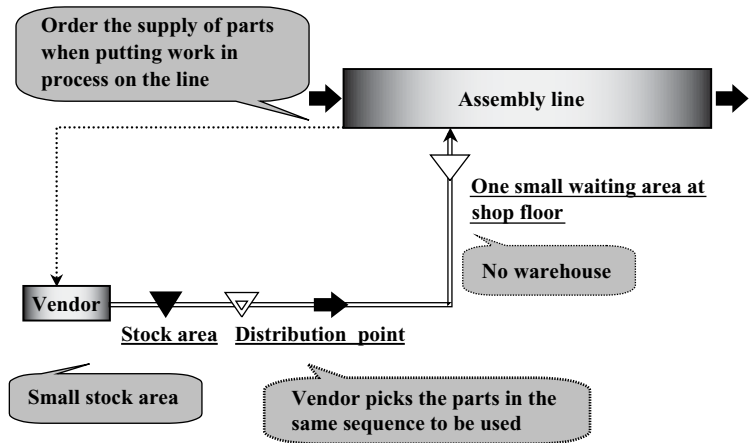 Order the supply of parts
when putting work in
process on the line
Assembly line
One small waiting area at
shop floor
No warehouse
Vendor
Stock area
Distribution point
Small stock area
Vendor picks the parts in the
same sequence to be used